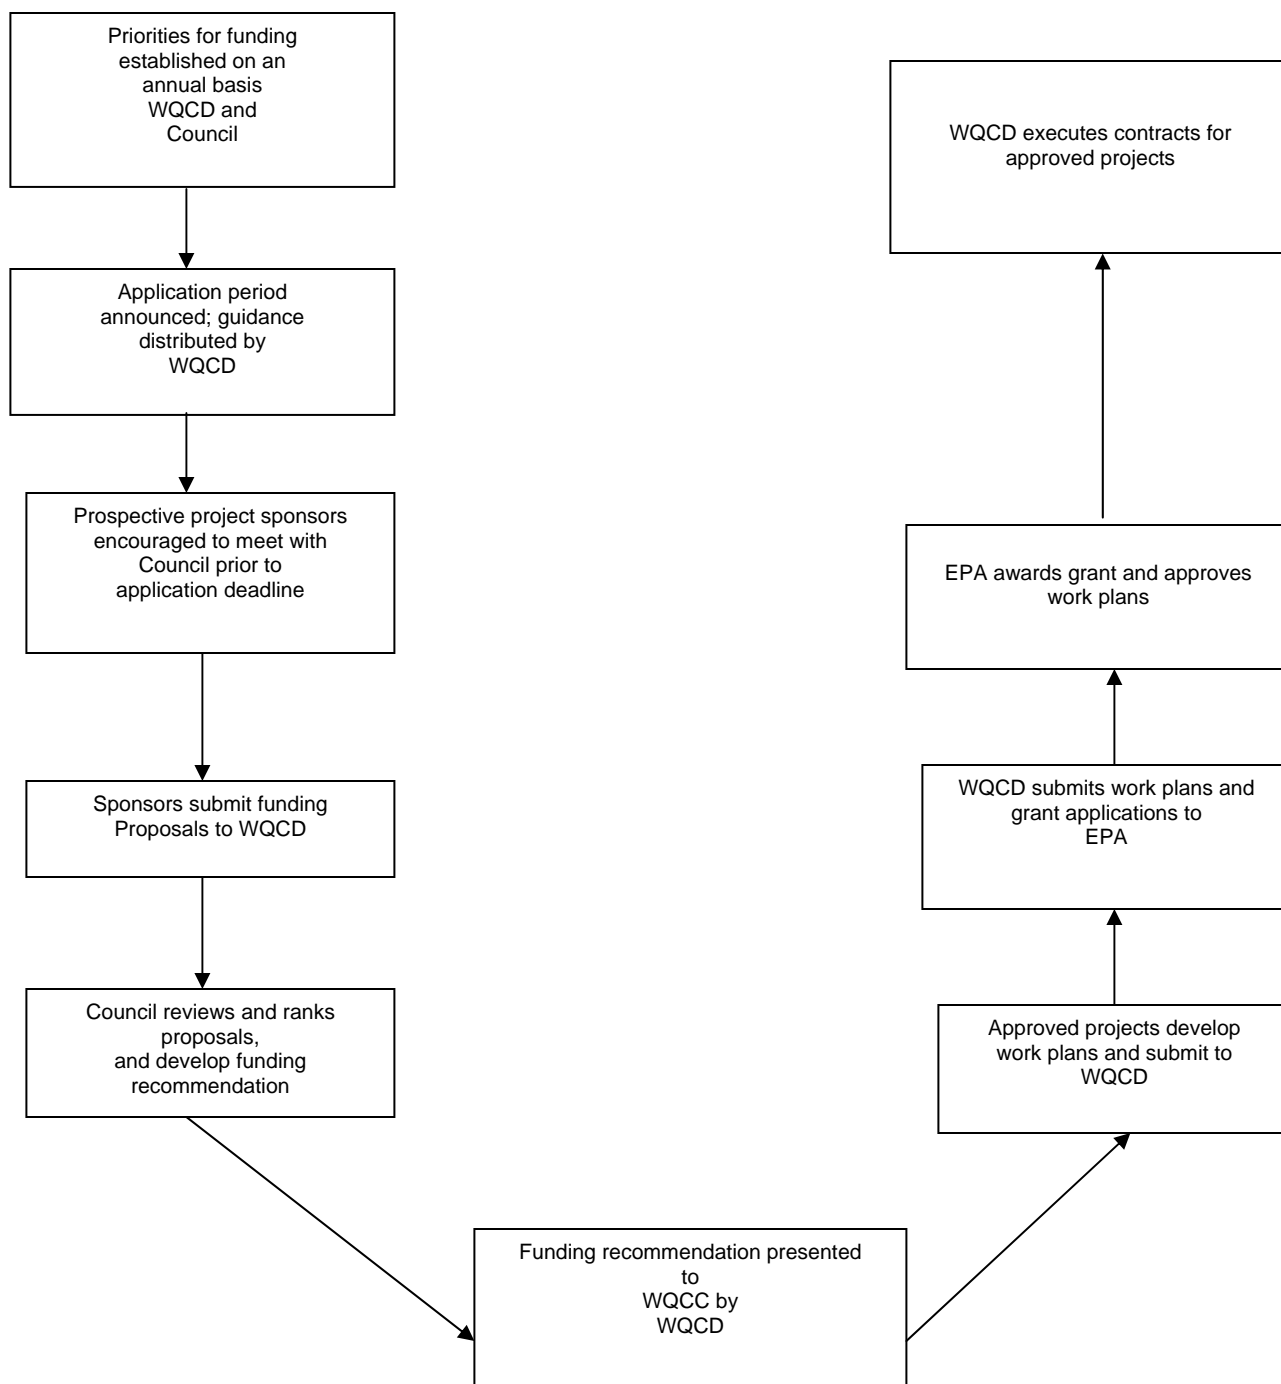 Priorities for funding
established on an
annual basis
WQCD and
Council
Application period
announced; guidance
distributed by
WQCD
Prospective project sponsors
encouraged to meet with
Council prior to
application deadline
Sponsors submit funding
Proposals to WQCD
Council reviews and ranks
proposals,
and develop funding
recommendation
Funding recommendation presented
to
WQCC by
WQCD
Approved projects develop
work plans and submit to
WQCD
WQCD submits work plans and
grant applications to
EPA
EPA awards grant and approves
work plans
WQCD executes contracts for
approved projects